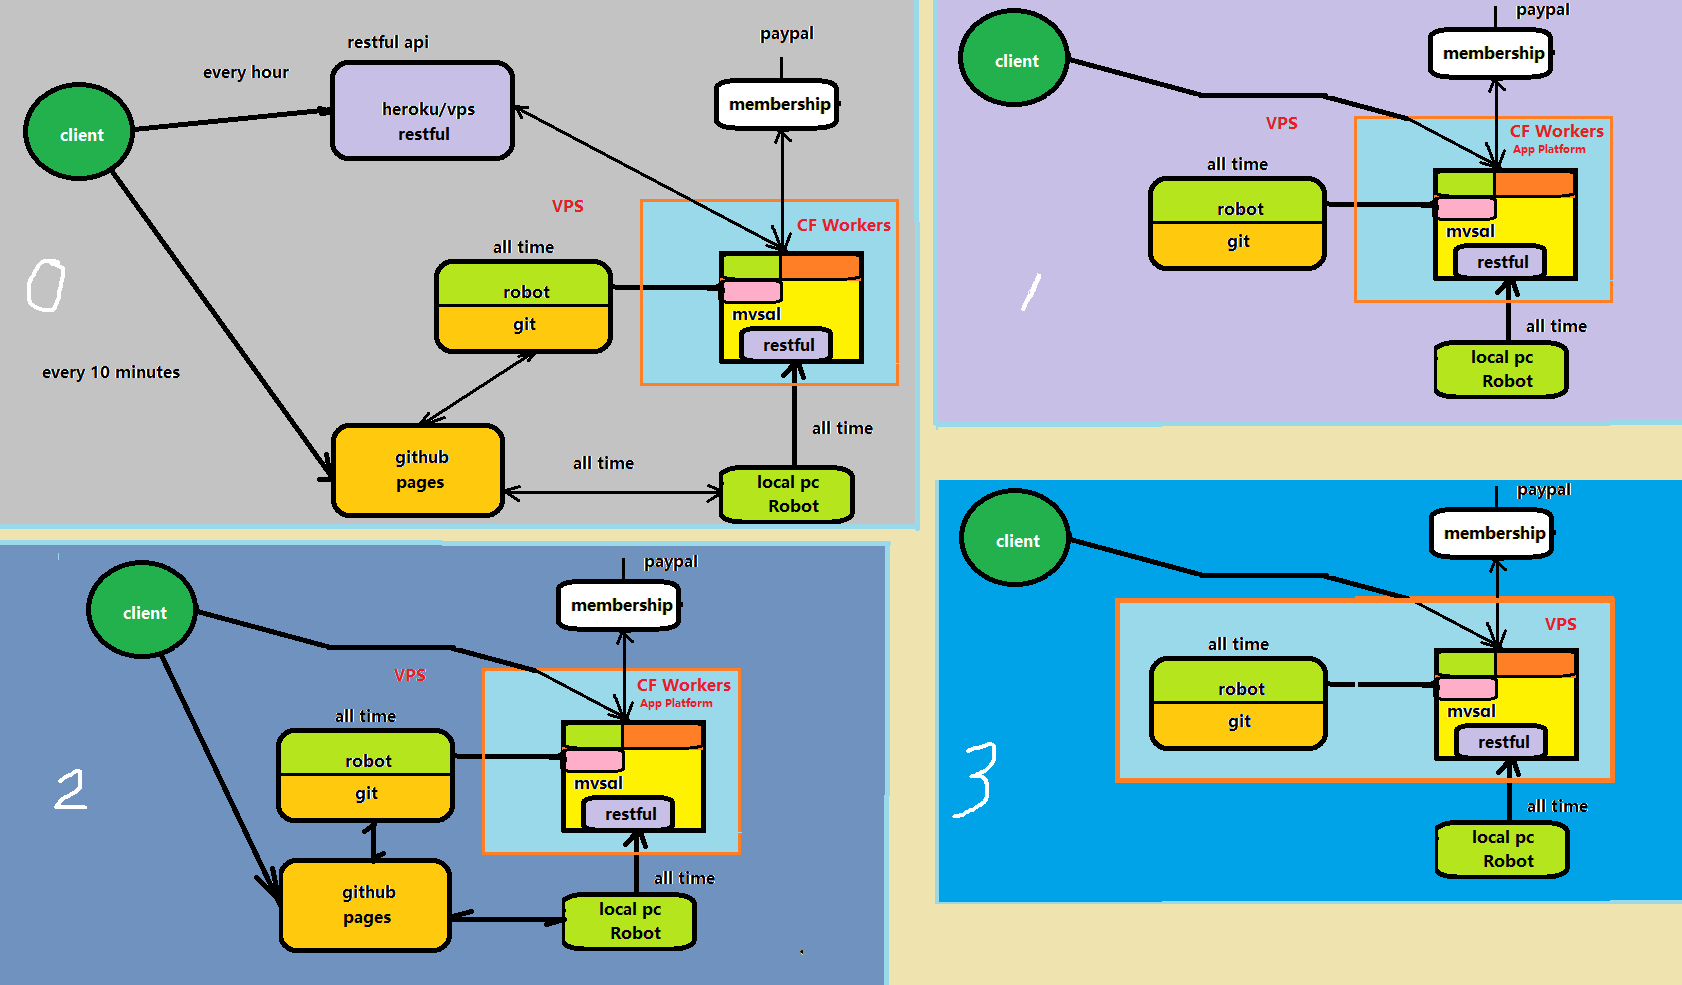 restful api
every hour
client
heroku/vps
restful
paypal
membership
VPS
CF Workers
all time
robot
git
mvsal
restful
0
every 10 minutes
all time
github
pages
all time
local pc
Robot
paypal
client
membership
VPS
CF Workers
App Platform
all time
robot
git
mvsal
restful
1
all time
local pc
Robot
paypal
client
membership
VPS
CF Workers
App Platform
all time
robot
git
mvsal
restful
2
all time
github
pages
local pc
Robot
paypal
client
membership
VPS
all time
robot
git
mvsal
restful
3
all time
local pc
Robot